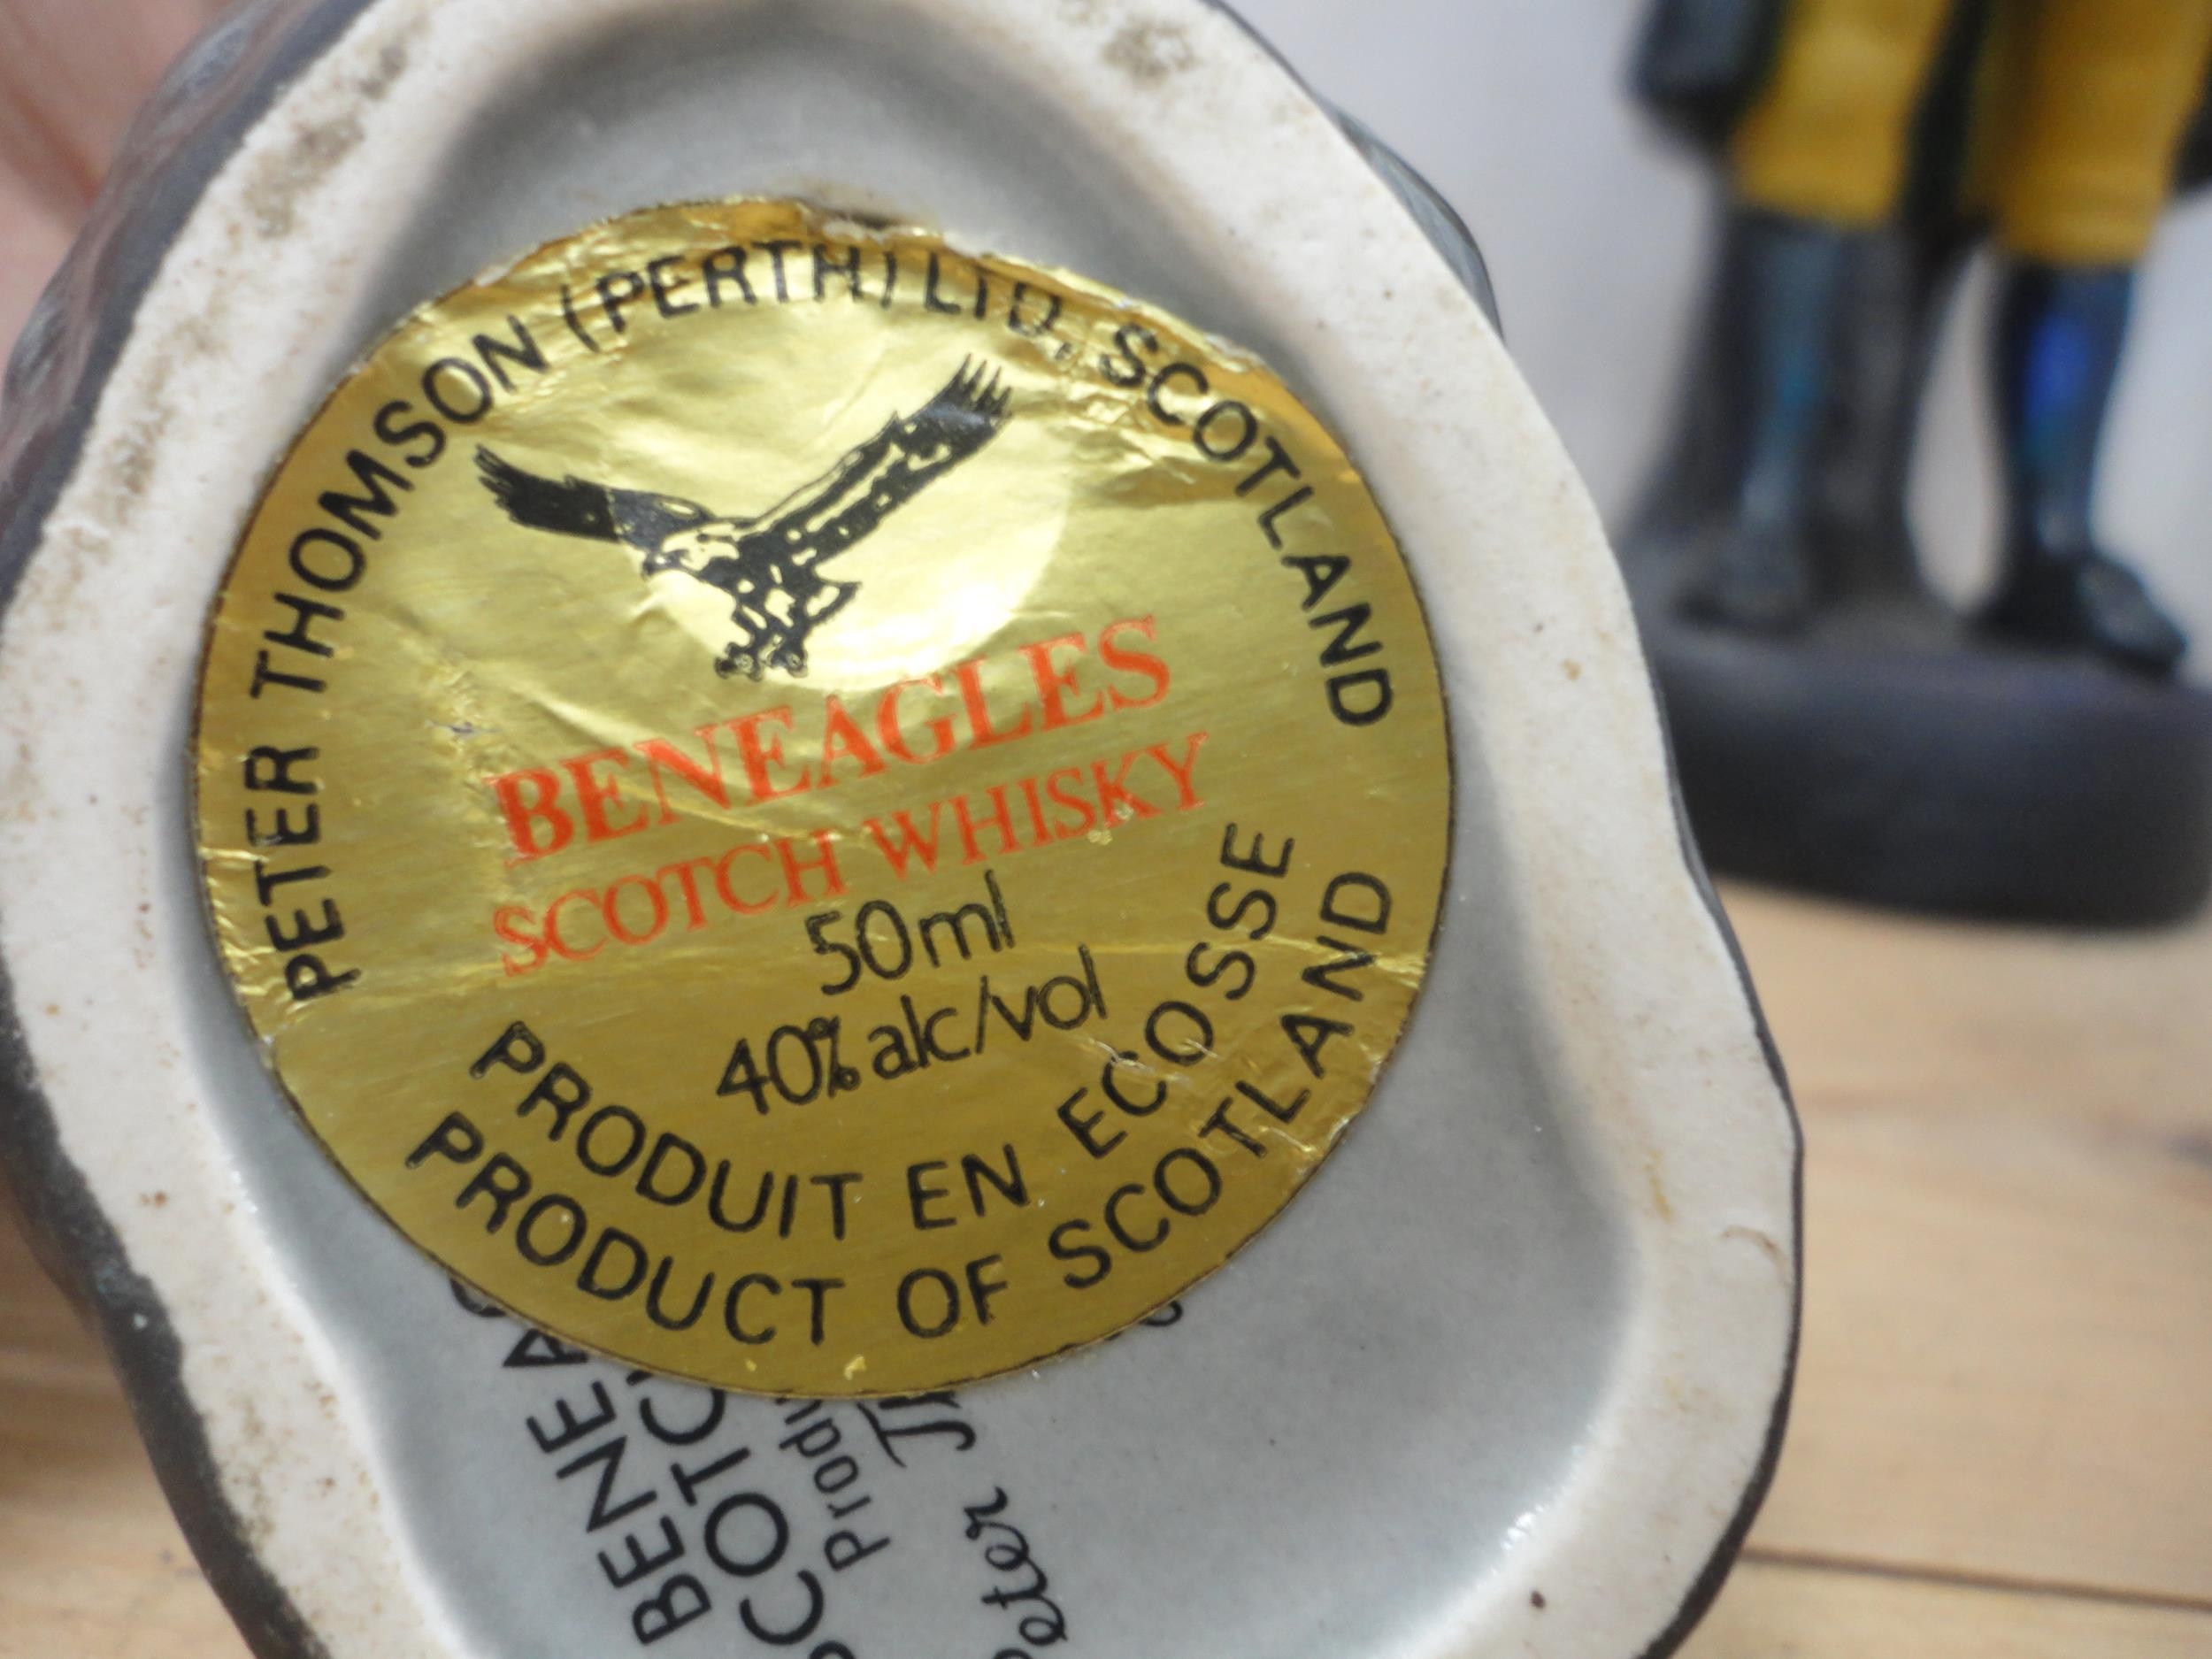 PETER THOMSON (PERTH) LTD, SCOTLAND
BENEAGLES
SCOTCH WHISKY
50ml
40% alc/vol
PRODUIT EN ECOSSE
PRODUCT OF SCOTLAND